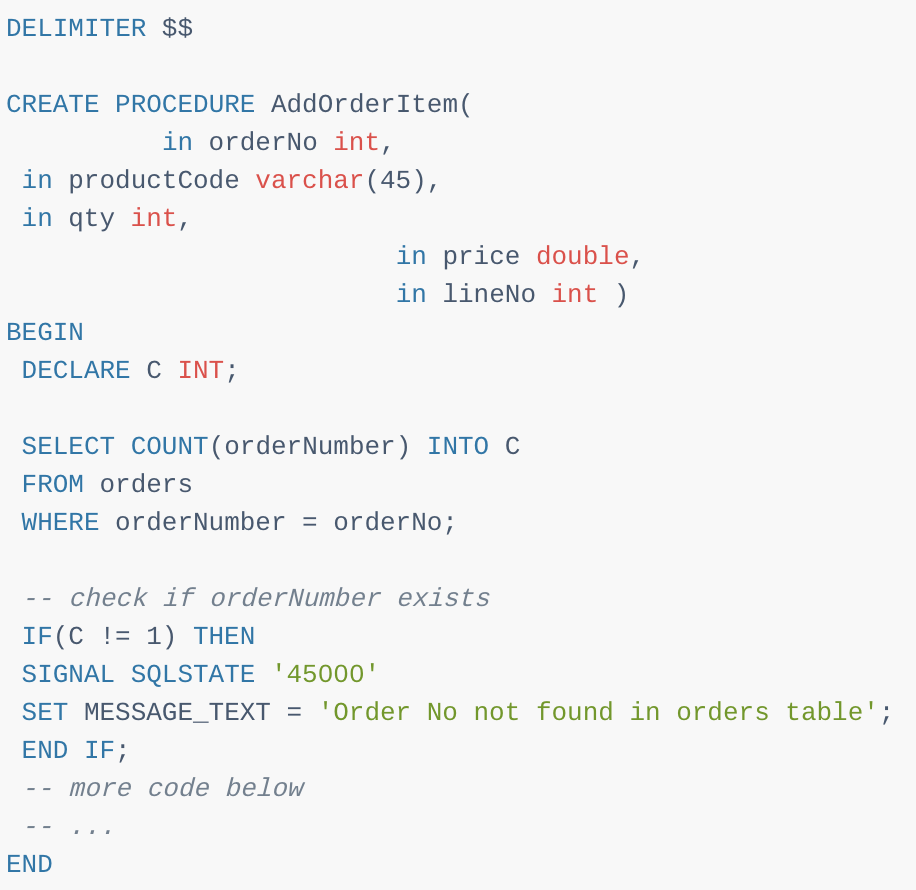 DELIMITER $$
CREATE PROCEDURE AddOrderItem(
in orderNo int,
in productCode varchar(45),
in qty int,
in price double,
in lineNo int )
BEGIN
DECLARE C INT;
SELECT COUNT(orderNumber) INTO C
FROM orders
WHERE orderNumber = orderNo;
-- check if orderNumber exists
IF(C != 1) THEN
SIGNAL SQLSTATE '45000'
SET MESSAGE_TEXT = 'Order No not found in orders table';
END IF;
-- more code below
-- ...
END